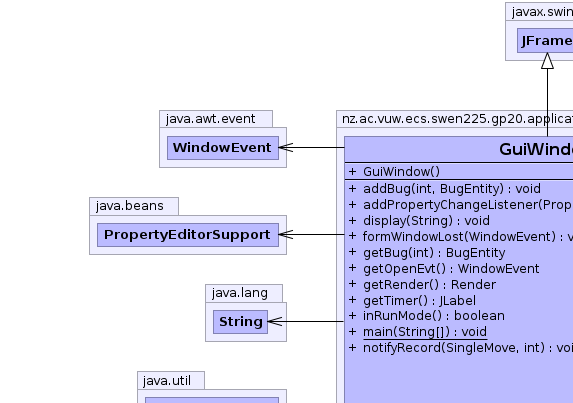 javax.swin
JFrame
java.awt.event
WindowEvent
nz.ac.vuw.ecs.swen225.gp20.applicat
GuiWindo
+ GuiWindow()
+ addBug(int, BugEntity) : void
+ addPropertyChangeListener(Prop
+ display(String) : void
+ formWindowLost(WindowEvent) : v
+ getBug(int) : BugEntity
+ getOpenEvt() : WindowEvent
+ getRender() : Render
+ getTimer() : JLabel
+ inRunMode() : boolean
+ main(String[]) : void
+ notifyRecord(SingleMove, int) : voi
java.beans
PropertyEditorSupport
java.lang
String
java.util